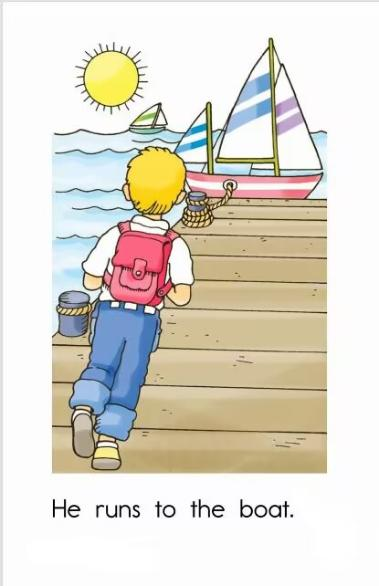 He runs to the boat.